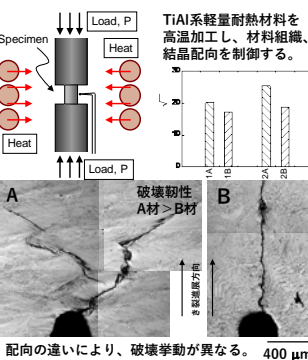 Load, P
Specimen
Heat
Heat
Load, P
TiAl系軽量耐熱材料を
高温加工し、材料組織、
結晶配向を制御する。
30
20
10
0
1A
1B
2A
2B
A
破壊靭性
A材＞B材
き裂進展方向
B
配向の違いにより、破壊挙動が異なる。
400 μm